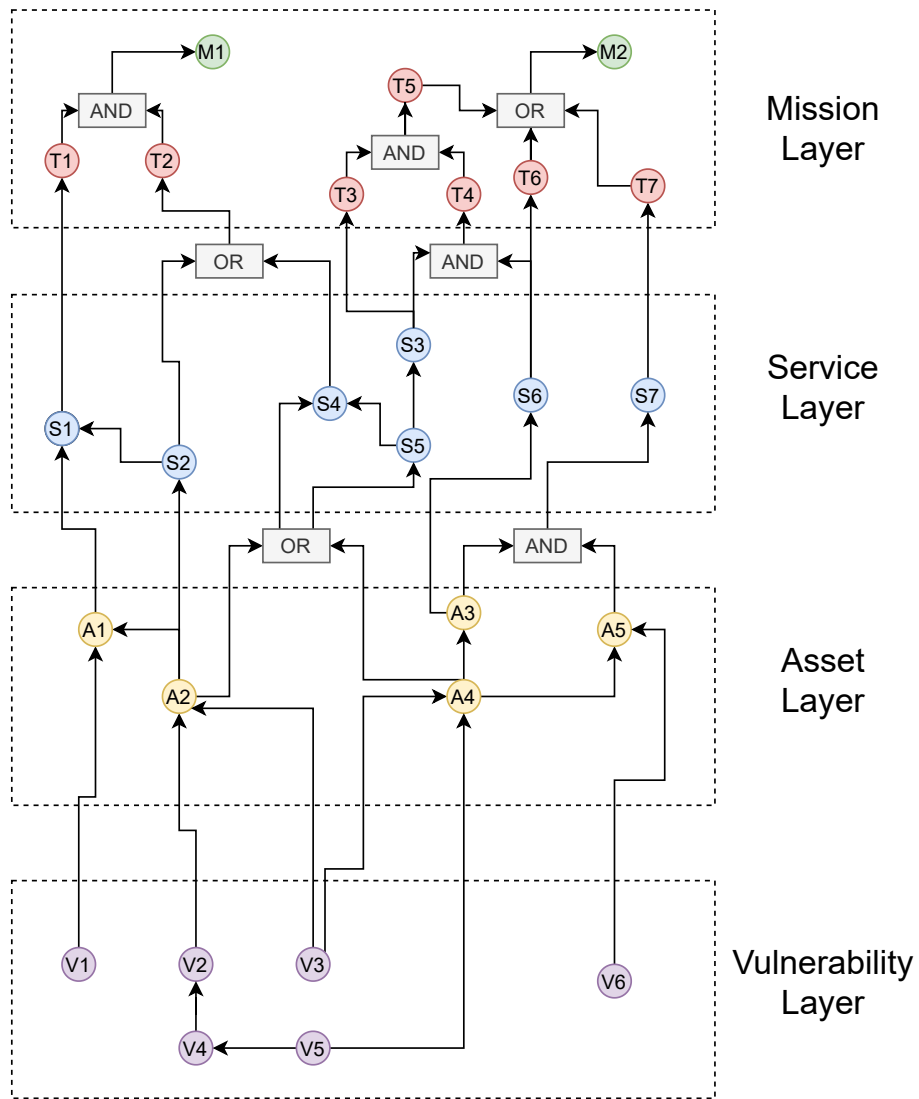 M1
M2
T5
AND
OR
Mission
Layer
AND
T1
T2
T6
T7
T3
T4
OR
AND
S3
Service
Layer
S6
S7
S4
S1
S5
S2
OR
AND
A3
A1
A5
Asset
Layer
A2
A4
V1
V2
V3
Vulnerability
Layer
V6
V4
V5